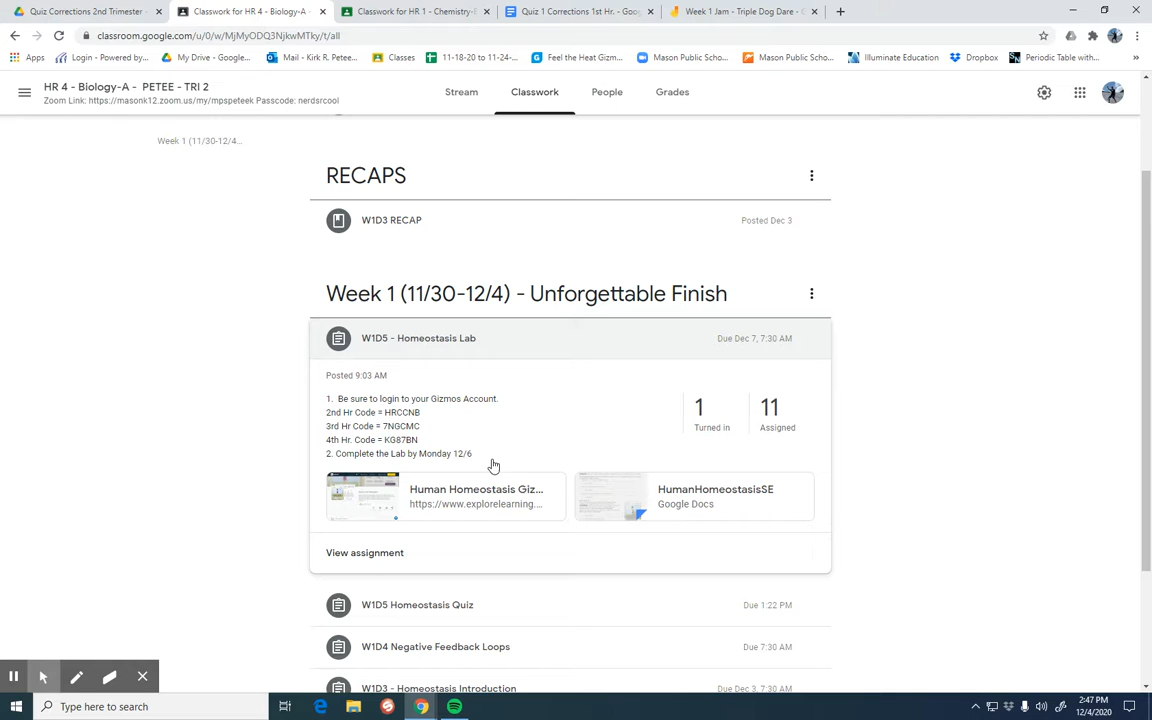 Quiz Corrections 2nd Trimester -
Classwork for HR 4 - Biology-A -
Classwork for HR 1 - Chemistry-E
Quiz 1 Corrections 1st Hr. - Goog
Week 1 Jam - Triple Dog Dare - G
classroom.google.com/u/0/w/MjMyODQ3NjkwMTky/t/all
Apps
Login - Powered by...
My Drive - Google...
Mail - Kirk R. Petee...
Classes
11-18-20 to 11-24-...
Feel the Heat Gizm...
Mason Public Schoo...
Mason Public Schoo...
Illuminate Education
Dropbox
Periodic Table with...
HR 4 - Biology-A - PETEE - TRI 2
Zoom Link: https://masonk12.zoom.us/my/mpspeteek Passcode: nerdsrcool
Stream
Classwork
People
Grades
Week 1 (11/30-12/4...
RECAPS
W1D3 RECAP
Posted Dec 3
Week 1 (11/30-12/4) - Unforgettable Finish
W1D5 - Homeostasis Lab
Due Dec 7, 7:30 AM
Posted 9:03 AM
1. Be sure to login to your Gizmos Account.
2nd Hr Code = HRCCNB
3rd Hr Code = 7NGCMC
4th Hr. Code = KG87BN
2. Complete the Lab by Monday 12/6
1
Turned in
11
Assigned
Human Homeostasis Giz...
https://www.explorelearning....
HumanHomeostasisSE
Google Docs
View assignment
W1D5 Homeostasis Quiz
Due 1:22 PM
W1D4 Negative Feedback Loops
Due 7:30 AM
W1D3 - Homeostasis Introduction
Due Dec 3, 7:30 AM
Type here to search
2:47 PM
12/4/2020